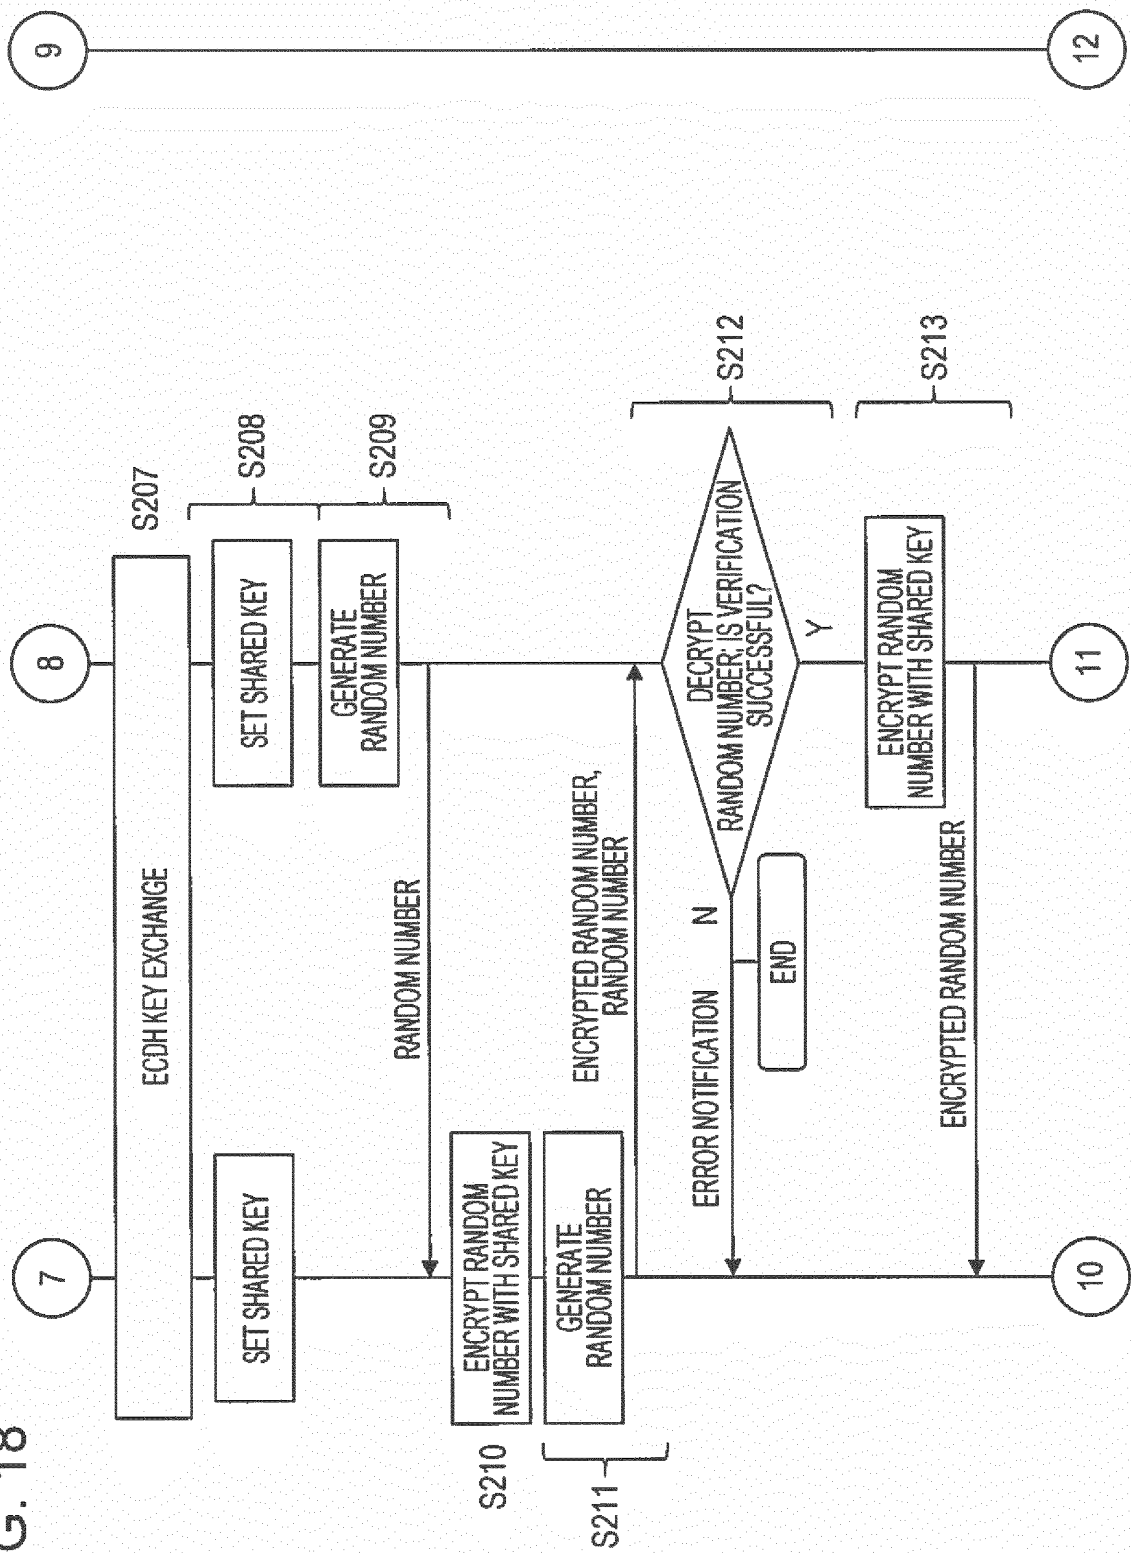 G. 18
7
8
9
ECDH KEY EXCHANGE
S207
SET SHARED KEY
SET SHARED KEY
S208
GENERATE
RANDOM NUMBER
S209
RANDOM NUMBER
S210
ENCRYPT RANDOM
NUMBER WITH SHARED KEY
S211
GENERATE
RANDOM NUMBER
ENCRYPTED RANDOM NUMBER,
RANDOM NUMBER
DECRYPT
RANDOM NUMBER; IS VERIFICATION
SUCCESSFUL?
S212
ERROR NOTIFICATION
N
END
Y
ENCRYPT RANDOM
NUMBER WITH SHARED KEY
S213
ENCRYPTED RANDOM NUMBER
10
11
12